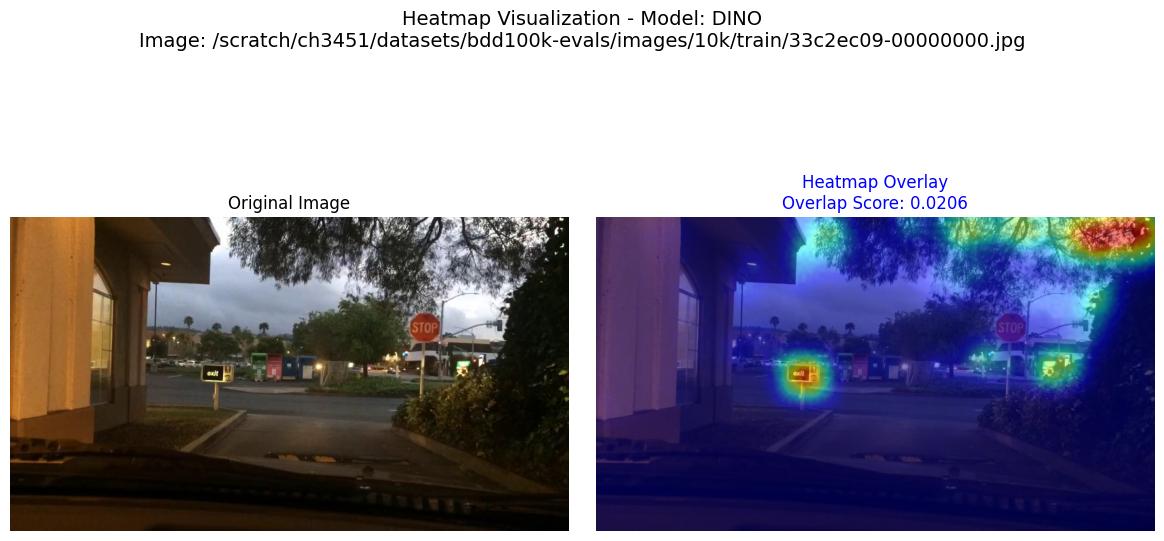 Heatmap Visualization - Model: DINO
Image: /scratch/ch3451/datasets/bdd100k-evals/images/10k/train/33c2ec09-00000000.jpg
Original Image
Heatmap Overlay
Overlap Score: 0.0206
STOP
exit
STOP
exit